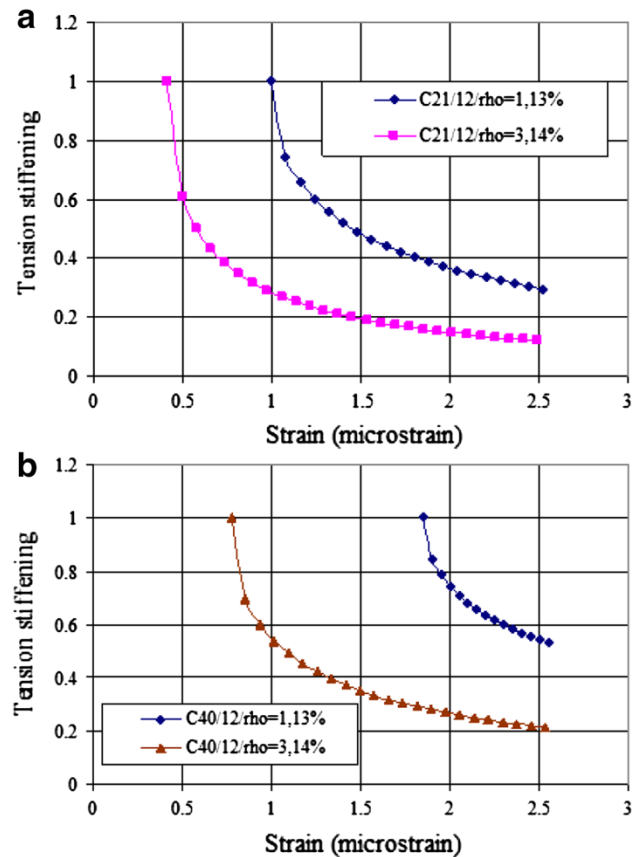 a
1.2
1
0.8
0.6
0.4
0.2
0
Tension stiffening
C21/12/rho=1,13%
C21/12/rho=3,14%
0 0.5 1 1.5 2 2.5 3
Strain (microstrain)
b
1.2
1
0.8
0.6
0.4
0.2
0
Tension stiffening
C40/12/rho=1,13%
C40/12/rho=3,14%
0 0.5 1 1.5 2 2.5 3
Strain (microstrain)